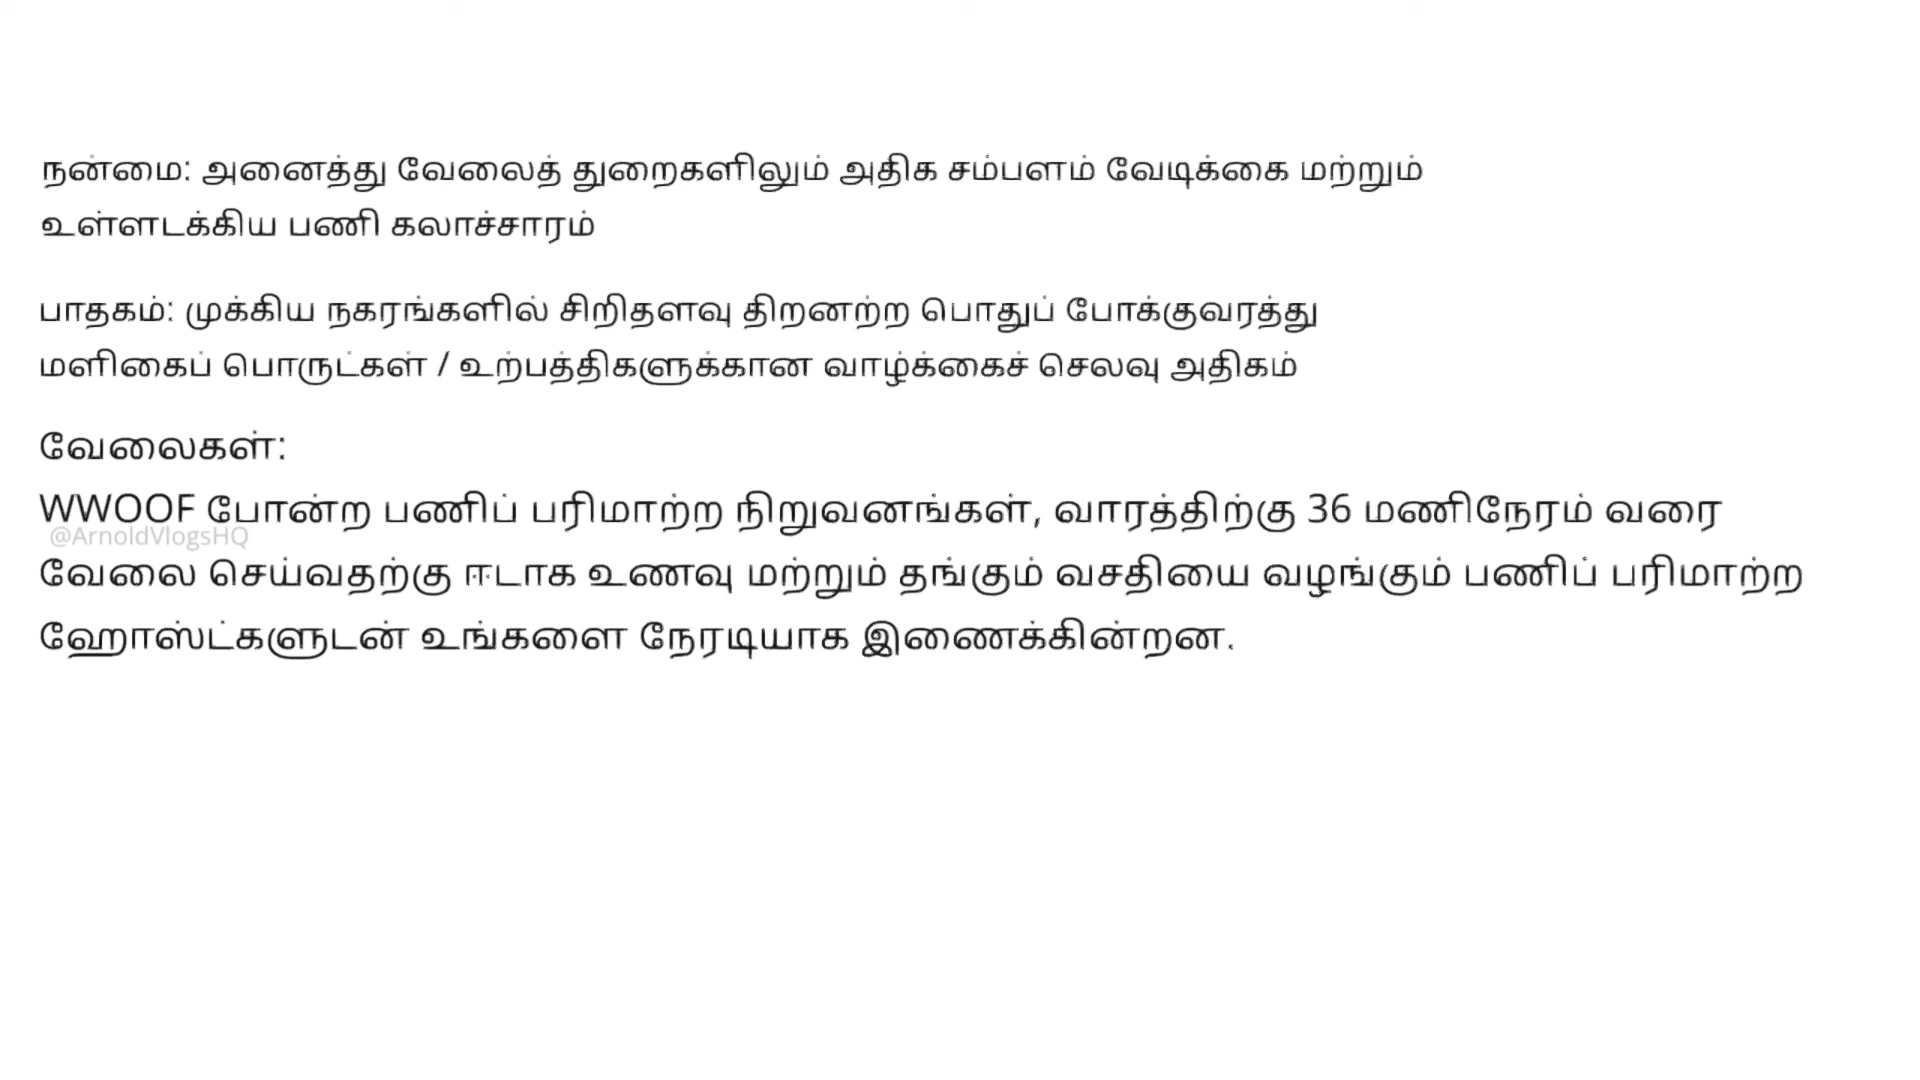 நன்மை: அனைத்து வேலைத் துறைகளிலும் அதிக சம்பளம் வேடிக்கை மற்றும்
உள்ளடக்கிய பணி கலாச்சாரம்
பாதகம்: முக்கிய நகரங்களில் சிறிதளவு திறனற்ற பொதுப் போக்குவரத்து
மளிகைப் பொருட்கள் / உற்பத்திகளுக்கான வாழ்க்கைச் செலவு அதிகம்
வேலைகள்:
WWOOF போன்ற பணிப் பரிமாற்ற நிறுவனங்கள், வாரத்திற்கு 36 மணிநேரம் வரை
@ArnoldVlogsHQ
வேலை செய்வதற்கு ஈடாக உணவு மற்றும் தங்கும் வசதியை வழங்கும் பணிப் பரிமாற்ற
ஹோஸ்ட்களுடன் உங்களை நேரடியாக இணைக்கின்றன.